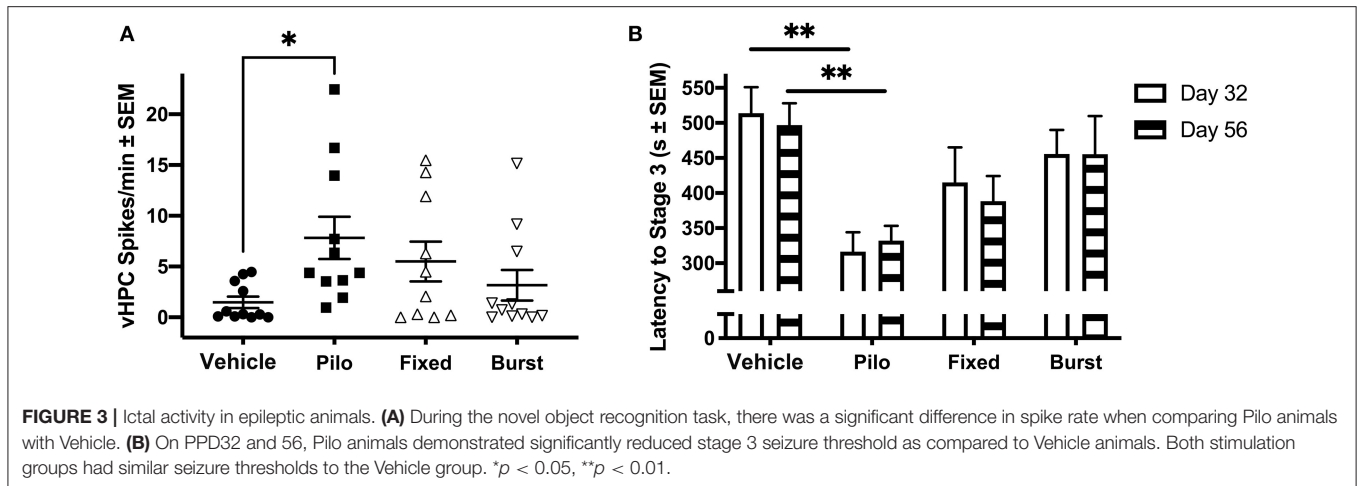 A
B
*
**
**
vHPC Spikes/min ± SEM
20
15
10
5
0
Vehicle Pilo Fixed Burst
Latency to Stage 3 (s ± SEM)
550
500
450
400
350
300
0
Vehicle Pilo Fixed Burst
Day 32
Day 56
FIGURE 3 | Ictal activity in epileptic animals. (A) During the novel object recognition task, there was a significant difference in spike rate when comparing Pilo animals
with Vehicle. (B) On PPD32 and 56, Pilo animals demonstrated significantly reduced stage 3 seizure threshold as compared to Vehicle animals. Both stimulation
groups had similar seizure thresholds to the Vehicle group. *p < 0.05, **p < 0.01.